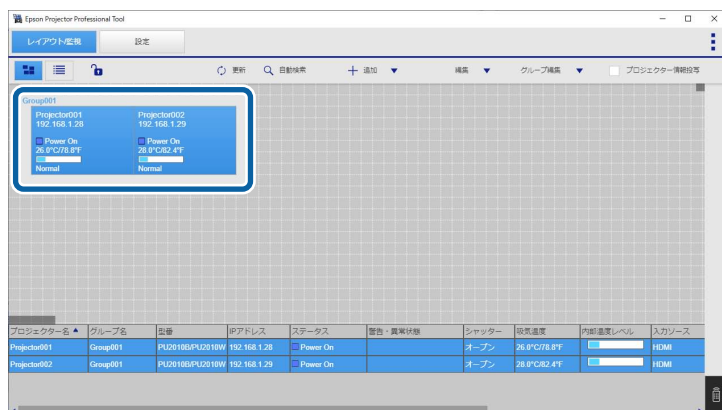 Epson Projector Professional Tool
レイアウト/監視
設定
更新
自動検索
追加
編集
グループ編集
プロジェクター情報投写
Group001
Projector001
192.168.1.28
Power On
26.0°C/78.8°F
Normal
Projector002
192.168.1.29
Power On
28.0°C/82.4°F
Normal
プロジェクター名 グループ名 型番 IPアドレス ステータス 警告・異常状態 シャッター 吸気温度 内部温度レベル 入力ソース
Projector001 Group001 PU2010B/PU2010W 192.168.1.28 Power On オープン 26.0°C/78.8°F HDMI
Projector002 Group001 PU2010B/PU2010W 192.168.1.29 Power On オープン 28.0°C/82.4°F HDMI